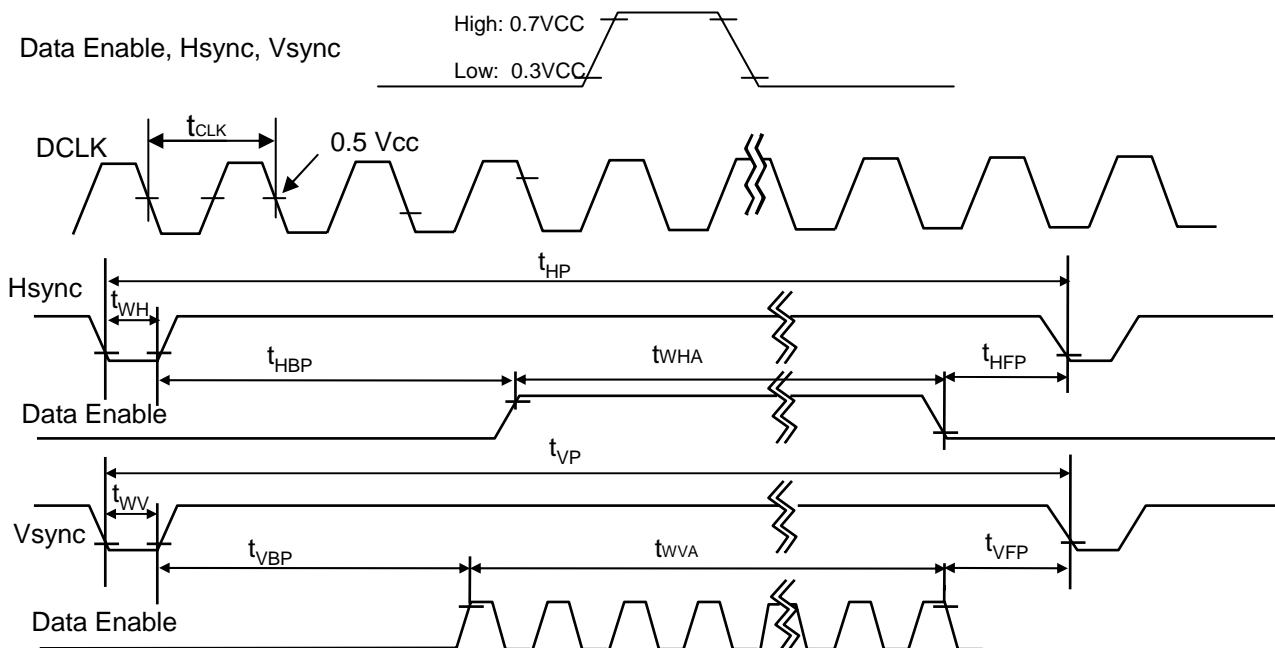 High: 0.7VCC
Data Enable, Hsync, Vsync
Low: 0.3VCC
tCLK
DCLK
0.5 Vcc
tHP
Hsync
tWH
tHBP
tWHA
tHFP
Data Enable
tVP
tWV
Vsync
tVBP
tWVA
tVFP
Data Enable